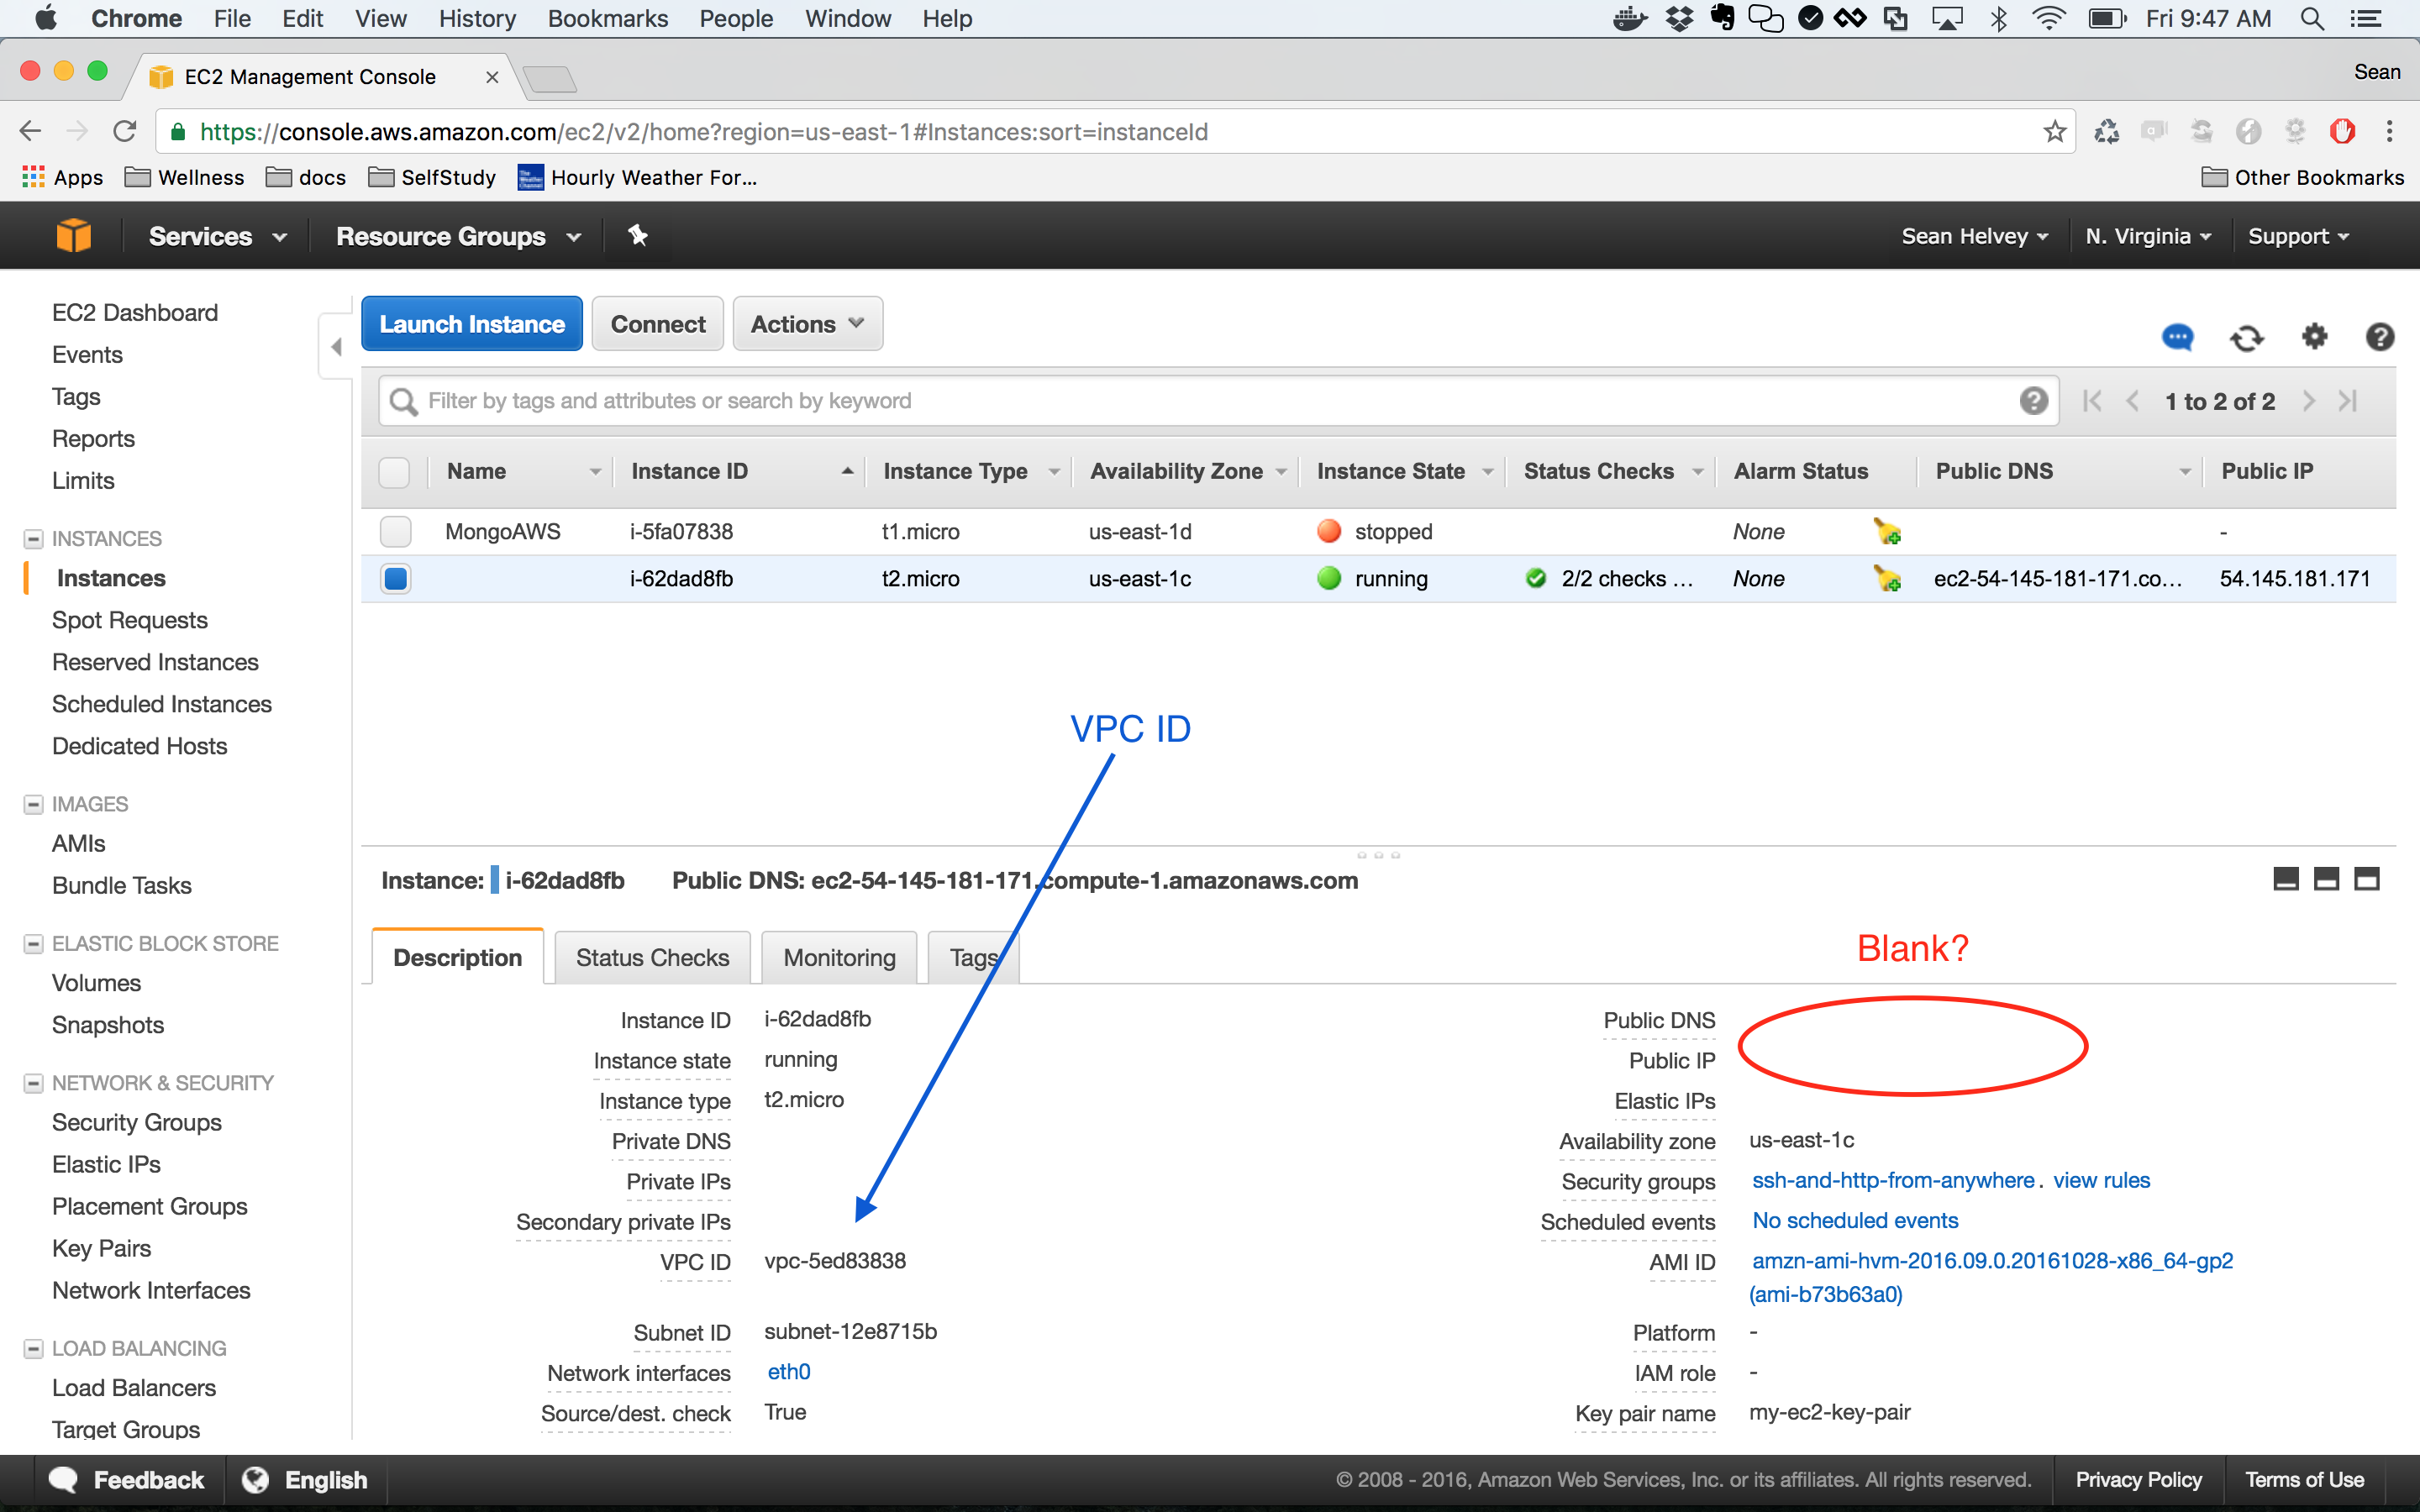 Chrome File Edit View History Bookmarks People Window Help Fri 9:47 AM
EC2 Management Console Sean
https://console.aws.amazon.com/ec2/v2/home?region=us-east-1#Instances:sort=instanceId
Apps Wellness docs SelfStudy Hourly Weather For... Other Bookmarks
Services Resource Groups Sean Helvey N. Virginia Support
EC2 Dashboard
Events
Tags
Reports
Limits
INSTANCES
Instances
Spot Requests
Reserved Instances
Scheduled Instances
Dedicated Hosts
IMAGES
AMIs
Bundle Tasks
ELASTIC BLOCK STORE
Volumes
Snapshots
NETWORK & SECURITY
Security Groups
Elastic IPs
Placement Groups
Key Pairs
Network Interfaces
LOAD BALANCING
Load Balancers
Target Groups
Launch Instance Connect Actions
Filter by tags and attributes or search by keyword 1 to 2 of 2
Name Instance ID Instance Type Availability Zone Instance State Status Checks Alarm Status Public DNS Public IP
MongoAWS i-5fa07838 t1.micro us-east-1d stopped None -
i-62dad8fb t2.micro us-east-1c running 2/2 checks ... None ec2-54-145-181-171.co... 54.145.181.171
VPC ID
Instance: i-62dad8fb Public DNS: ec2-54-145-181-171.compute-1.amazonaws.com
Blank?
Description Status Checks Monitoring Tags
Instance ID i-62dad8fb
Instance state running
Instance type t2.micro
Private DNS
Private IPs
Secondary private IPs
VPC ID vpc-5ed83838
Subnet ID subnet-12e8715b
Network interfaces eth0
Source/dest. check True
Public DNS
Public IP
Elastic IPs
Availability zone us-east-1c
Security groups ssh-and-http-from-anywhere. view rules
Scheduled events No scheduled events
AMI ID amzn-ami-hvm-2016.09.0.20161028-x86_64-gp2
(ami-b73b63a0)
Platform -
IAM role -
Key pair name my-ec2-key-pair
Feedback English © 2008 - 2016, Amazon Web Services, Inc. or its affiliates. All rights reserved. Privacy Policy Terms of Use